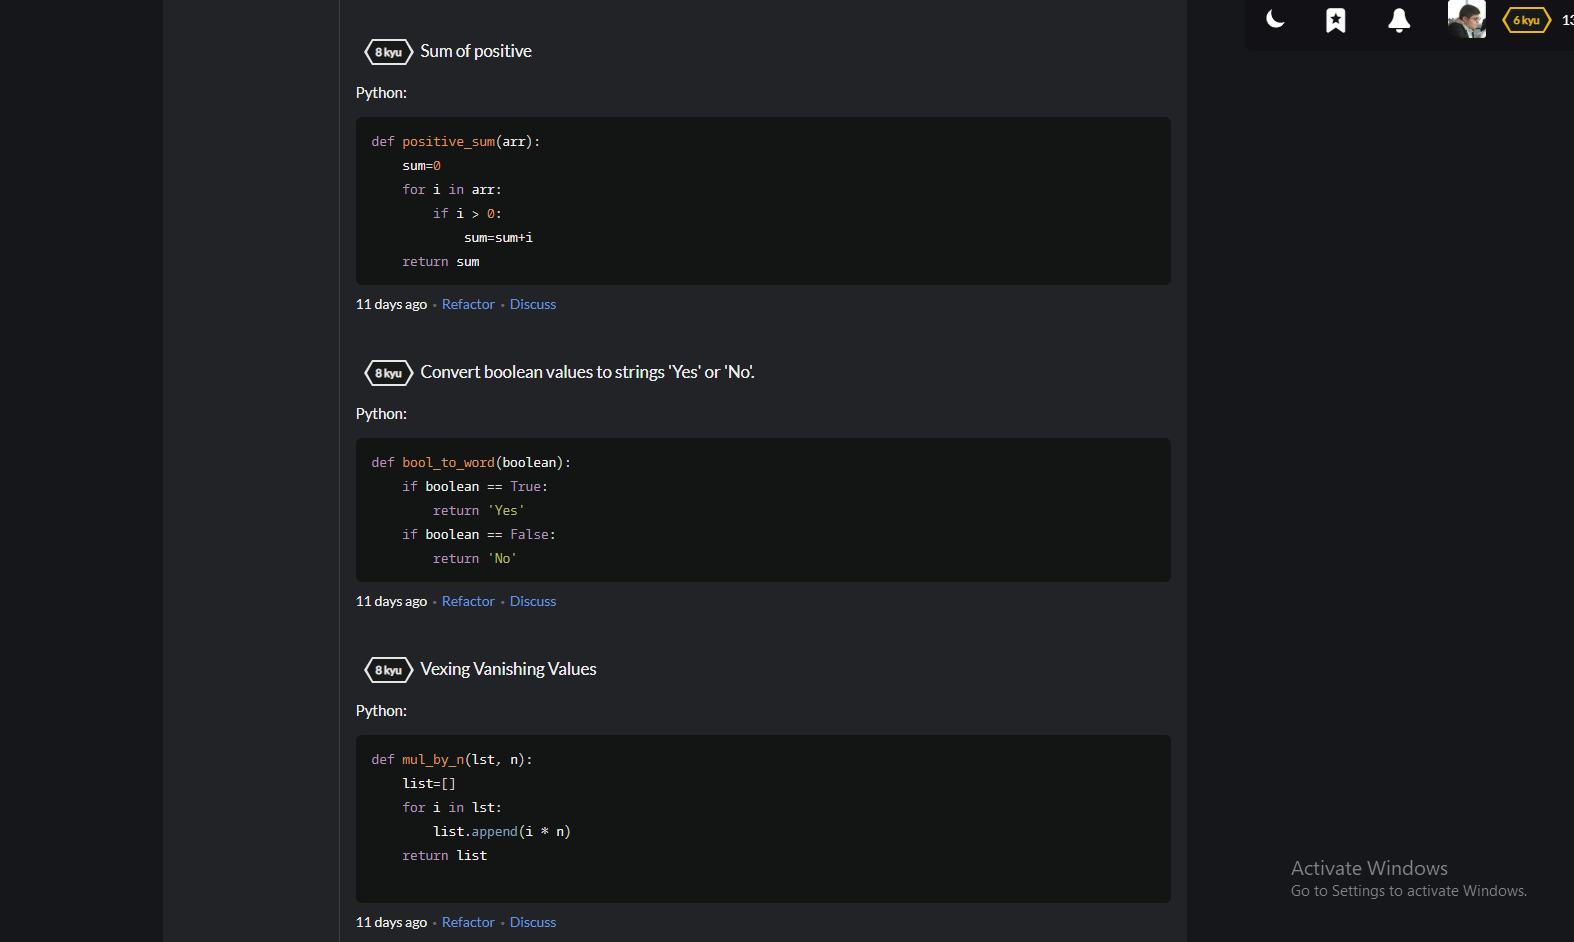 6 kyu 13
8 kyu Sum of positive
Python:
def positive_sum(arr):
    sum=0
    for i in arr:
        if i > 0:
            sum=sum+i
    return sum
11 days ago • Refactor • Discuss
8 kyu Convert boolean values to strings 'Yes' or 'No'.
Python:
def bool_to_word(boolean):
    if boolean == True:
        return 'Yes'
    if boolean == False:
        return 'No'
11 days ago • Refactor • Discuss
8 kyu Vexing Vanishing Values
Python:
def mul_by_n(lst, n):
    list=[]
    for i in lst:
        list.append(i * n)
    return list
11 days ago • Refactor • Discuss
Activate Windows
Go to Settings to activate Windows.